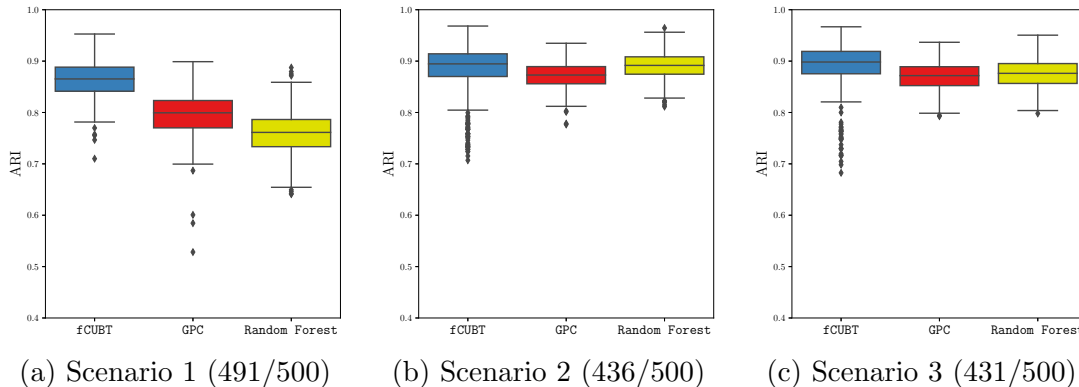 1.0
0.9
0.8
0.7
0.6
0.5
0.4
ARI
fCUBT GPC Random Forest
(a) Scenario 1 (491/500)
1.0
0.9
0.8
0.7
0.6
0.5
0.4
ARI
fCUBT GPC Random Forest
(b) Scenario 2 (436/500)
1.0
0.9
0.8
0.7
0.6
0.5
0.4
ARI
fCUBT GPC Random Forest
(c) Scenario 3 (431/500)